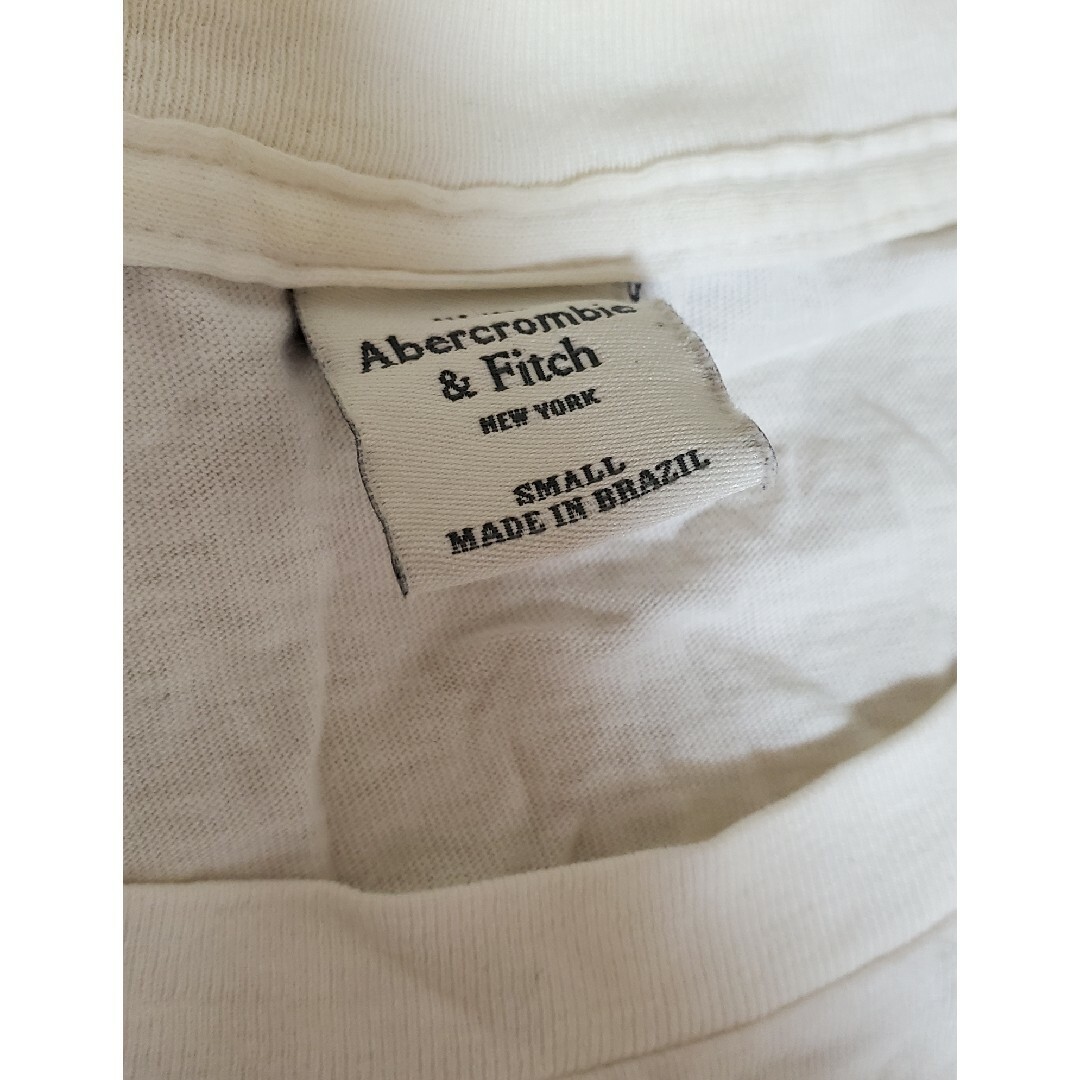 Abercrombie
& Fitch
NEW YORK
SMALL
MADE IN BRAZIL